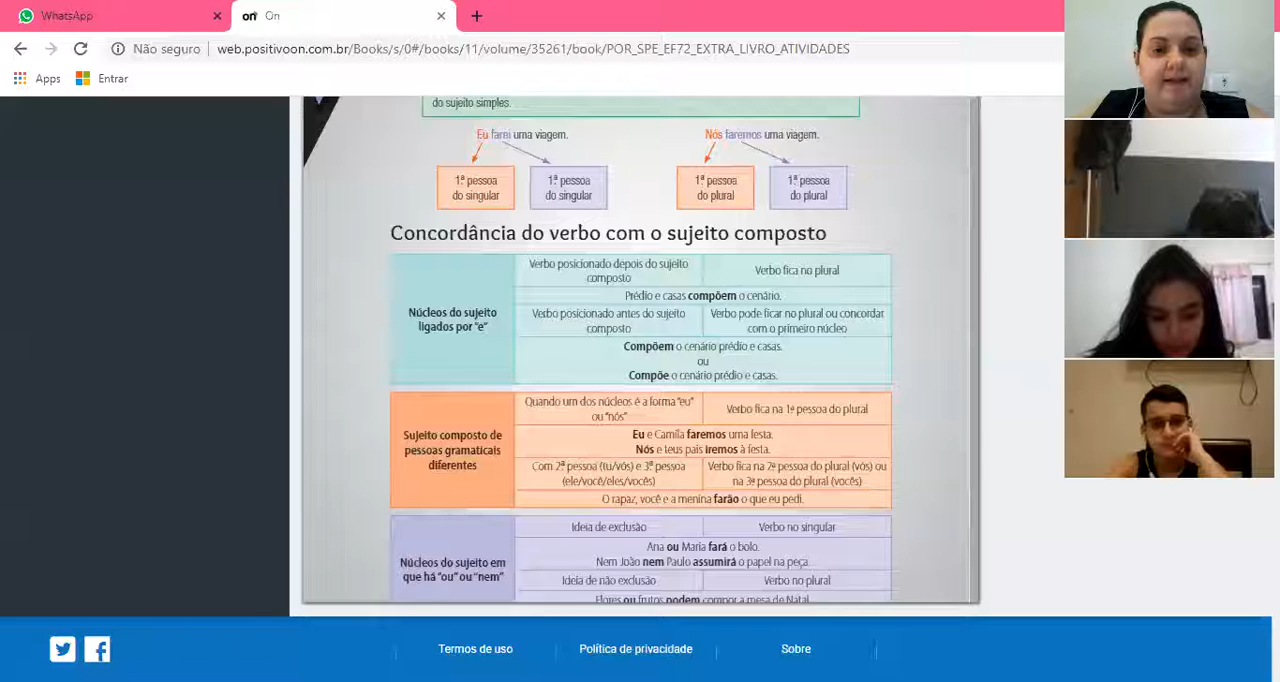 WhatsApp
on On
Não seguro
web.positivoon.com.br/Books/s/0#/books/11/volume/35261/book/POR_SPE_EF72_EXTRA_LIVRO_ATIVIDADES
Apps Entrar
do sujeito simples.
Eu farei uma viagem.
1ª pessoa
do singular
1ª pessoa
do singular
Nós faremos uma viagem.
1ª pessoa
do plural
1ª pessoa
do plural
Concordância do verbo com o sujeito composto
Núcleos do sujeito
ligados por "e"
Verbo posicionado depois do sujeito
composto
Verbo fica no plural
Prédio e casas compõem o cenário.
Verbo posicionado antes do sujeito
composto
Verbo pode ficar no plural ou concordar
com o primeiro núcleo
Compõem o cenário prédio e casas.
ou
Compõe o cenário prédio e casas.
Sujeito composto de
pessoas gramaticais
diferentes
Quando um dos núcleos é a forma "eu"
ou "nós"
Verbo fica na 1ª pessoa do plural
Eu e Camila faremos uma festa.
Nós e teus pais iremos à festa.
Com 2ª pessoa (tu/vós) e 3ª pessoa
(ele/você/eles/vocês)
Verbo fica na 2ª pessoa do plural (vós) ou
na 3ª pessoa do plural (vocês)
O rapaz, você e a menina farão o que eu pedi.
Núcleos do sujeito em
que há "ou" ou "nem"
Ideia de exclusão
Verbo no singular
Ana ou Maria fará o bolo.
Nem João nem Paulo assumirá o papel na peça.
Ideia de não exclusão
Verbo no plural
Flores ou frutos podem compor a mesa de Natal.
Termos de uso
Política de privacidade
Sobre